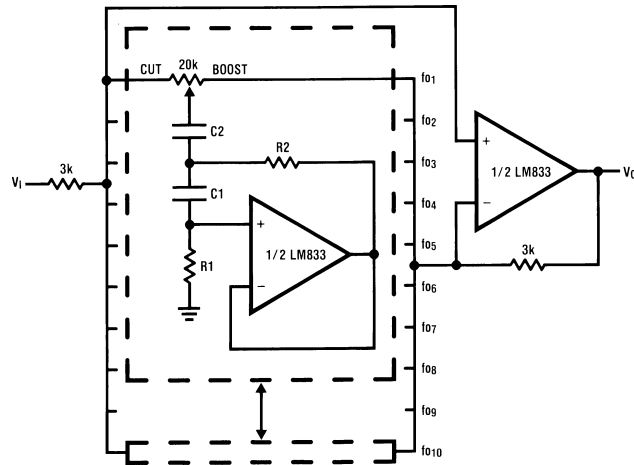 CUT 20k BOOST fo1
C2 fo2
R2 fo3
3k
VI
C1 fo4
+
1/2 LM833
VO
−
+
1/2 LM833
−
fo5
3k
R1
fo6
fo7
fo8
fo9
fo10